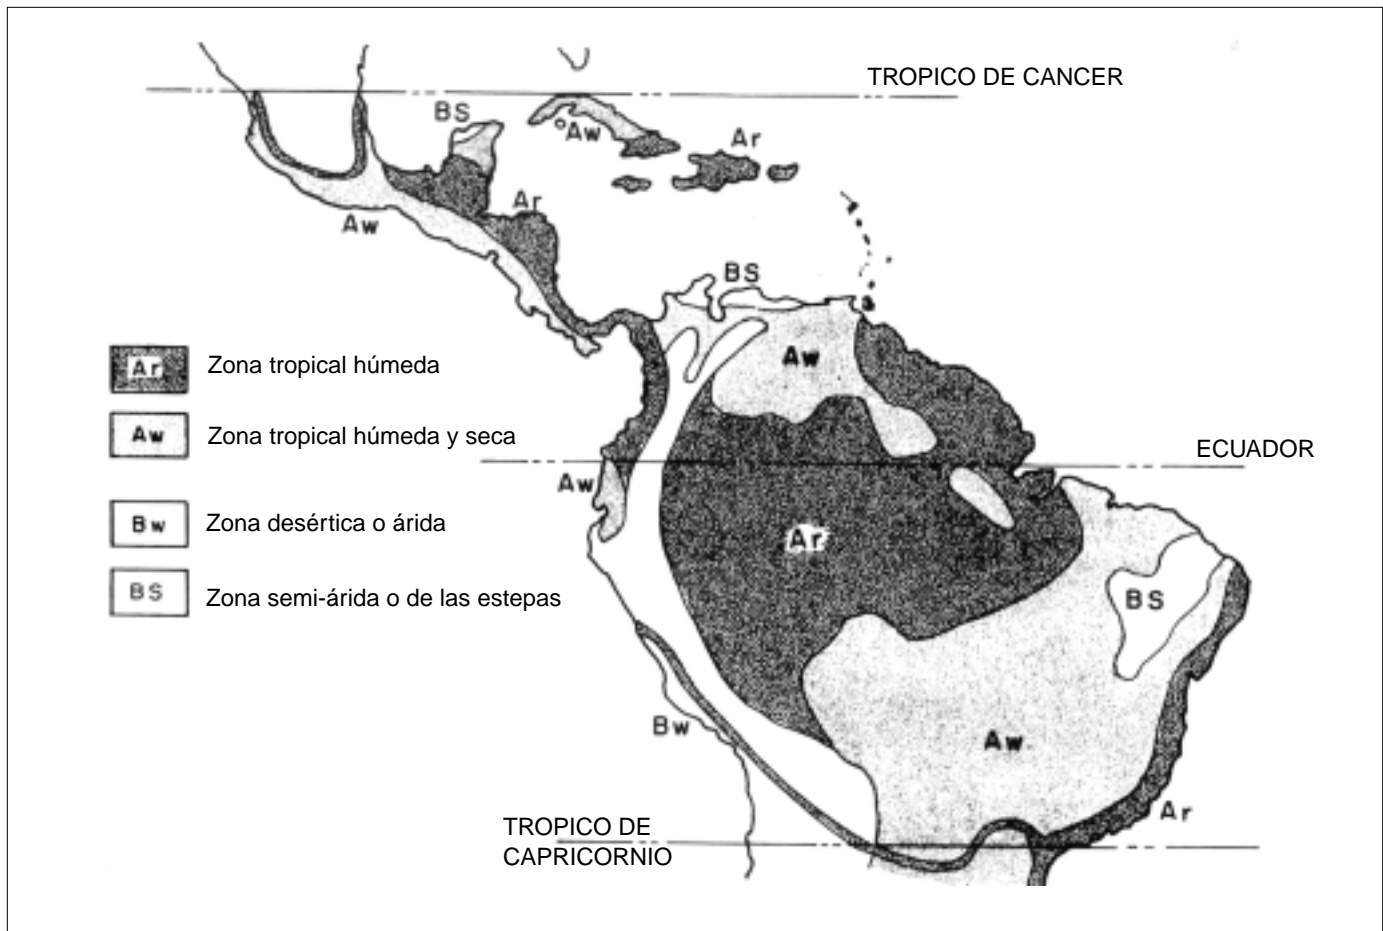 TROPICO DE CANCER
BS
Aw
Ar
Ar
Aw
BS
Ar Zona tropical húmeda
Aw
Aw Zona tropical húmeda y seca
ECUADOR
Aw
Bw Zona desértica o árida
Ar
BS Zona semi-árida o de las estepas
BS
Bw
Aw
Ar
TROPICO DE
CAPRICORNIO